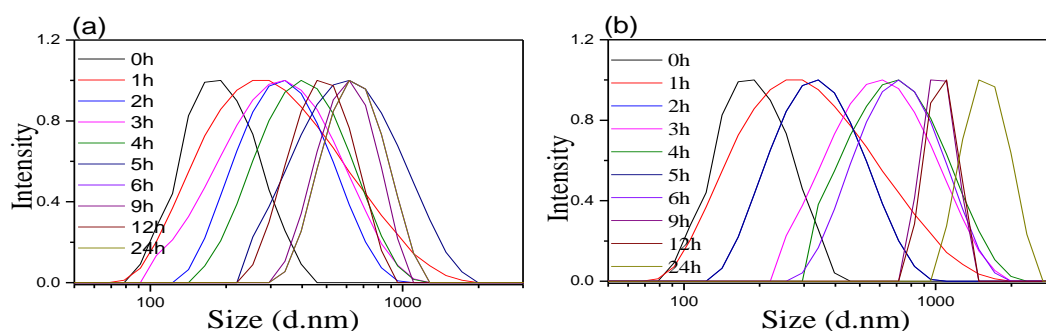 (a)
1.2
0.8
0.4
0.0
Intensity
0h
1h
2h
3h
4h
5h
6h
9h
12h
24h
100
1000
Size (d.nm)
(b)
1.2
0.8
0.4
0.0
Intensity
0h
1h
2h
3h
4h
5h
6h
9h
12h
24h
100
1000
Size (d.nm)